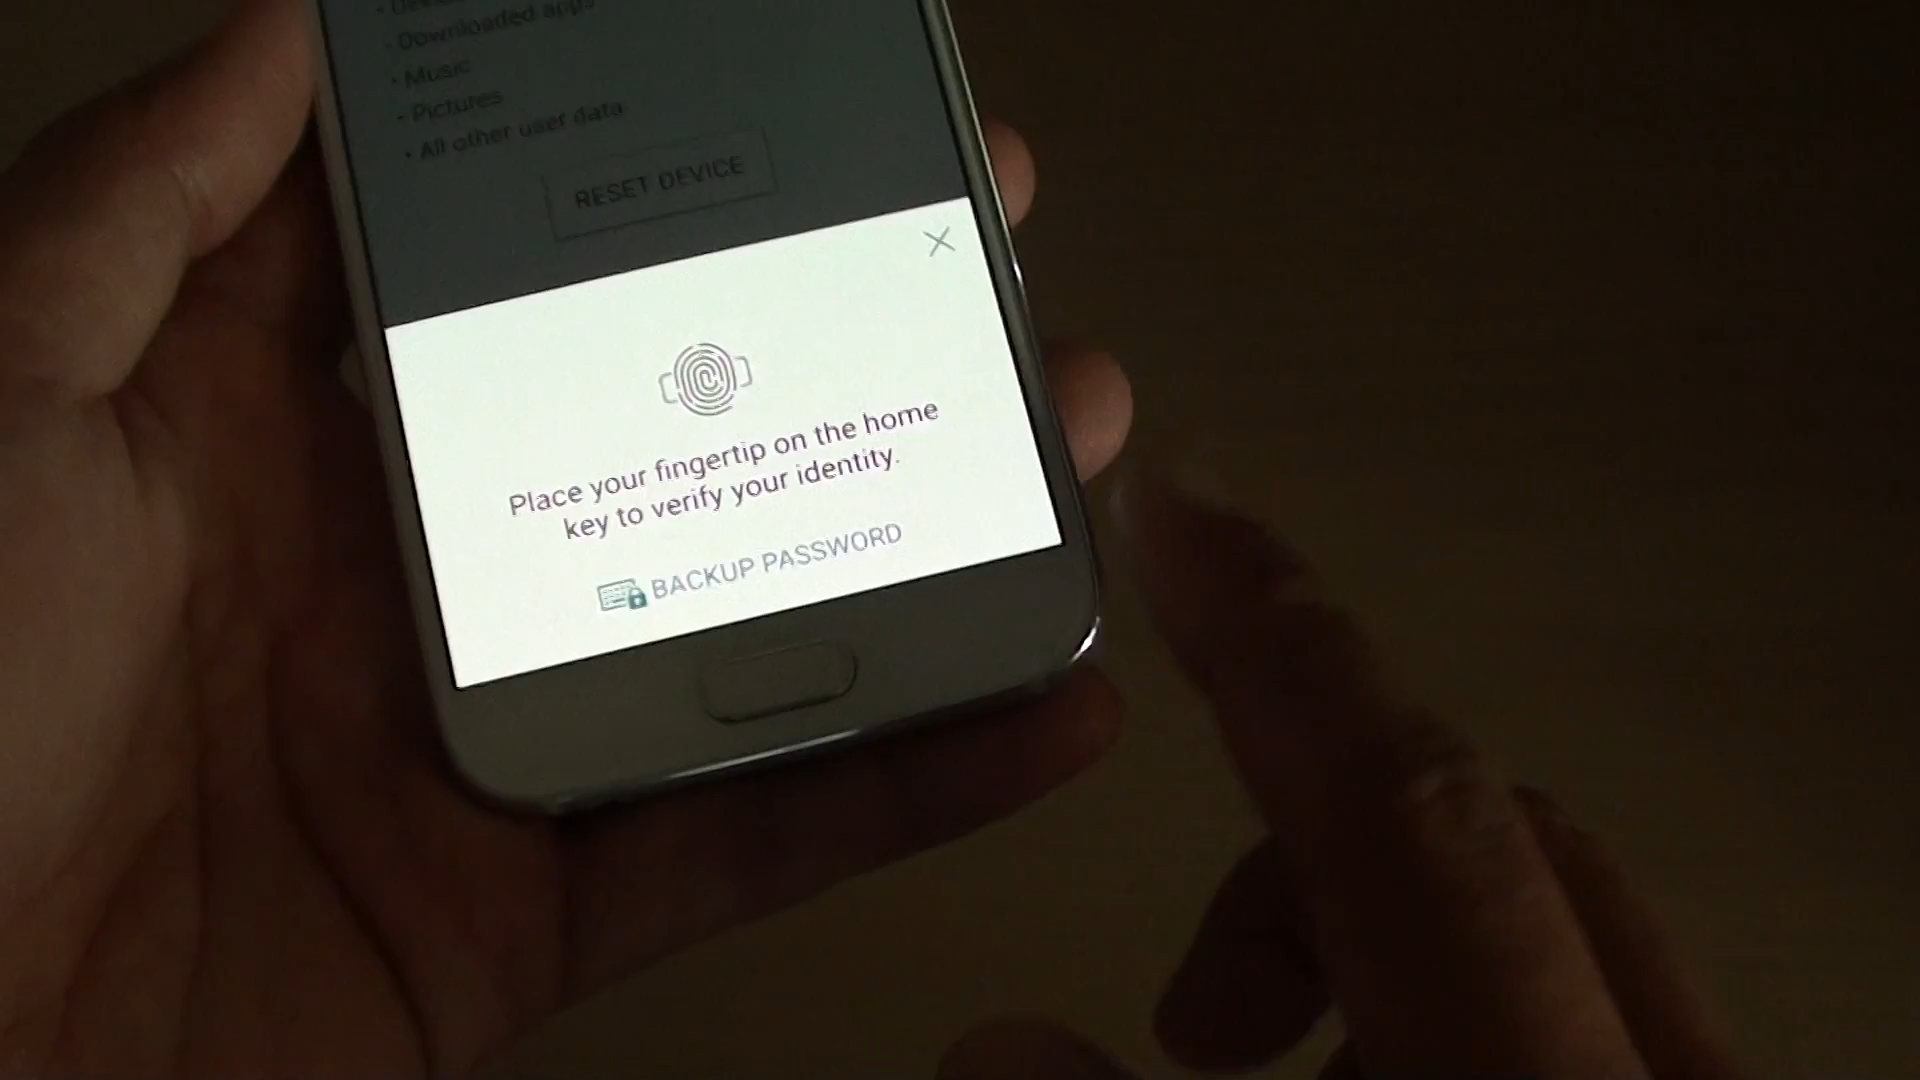 - Downloaded apps
• Music
- Pictures
• All other user data
RESET DEVICE
Place your fingertip on the home
key to verify your identity.
BACKUP PASSWORD